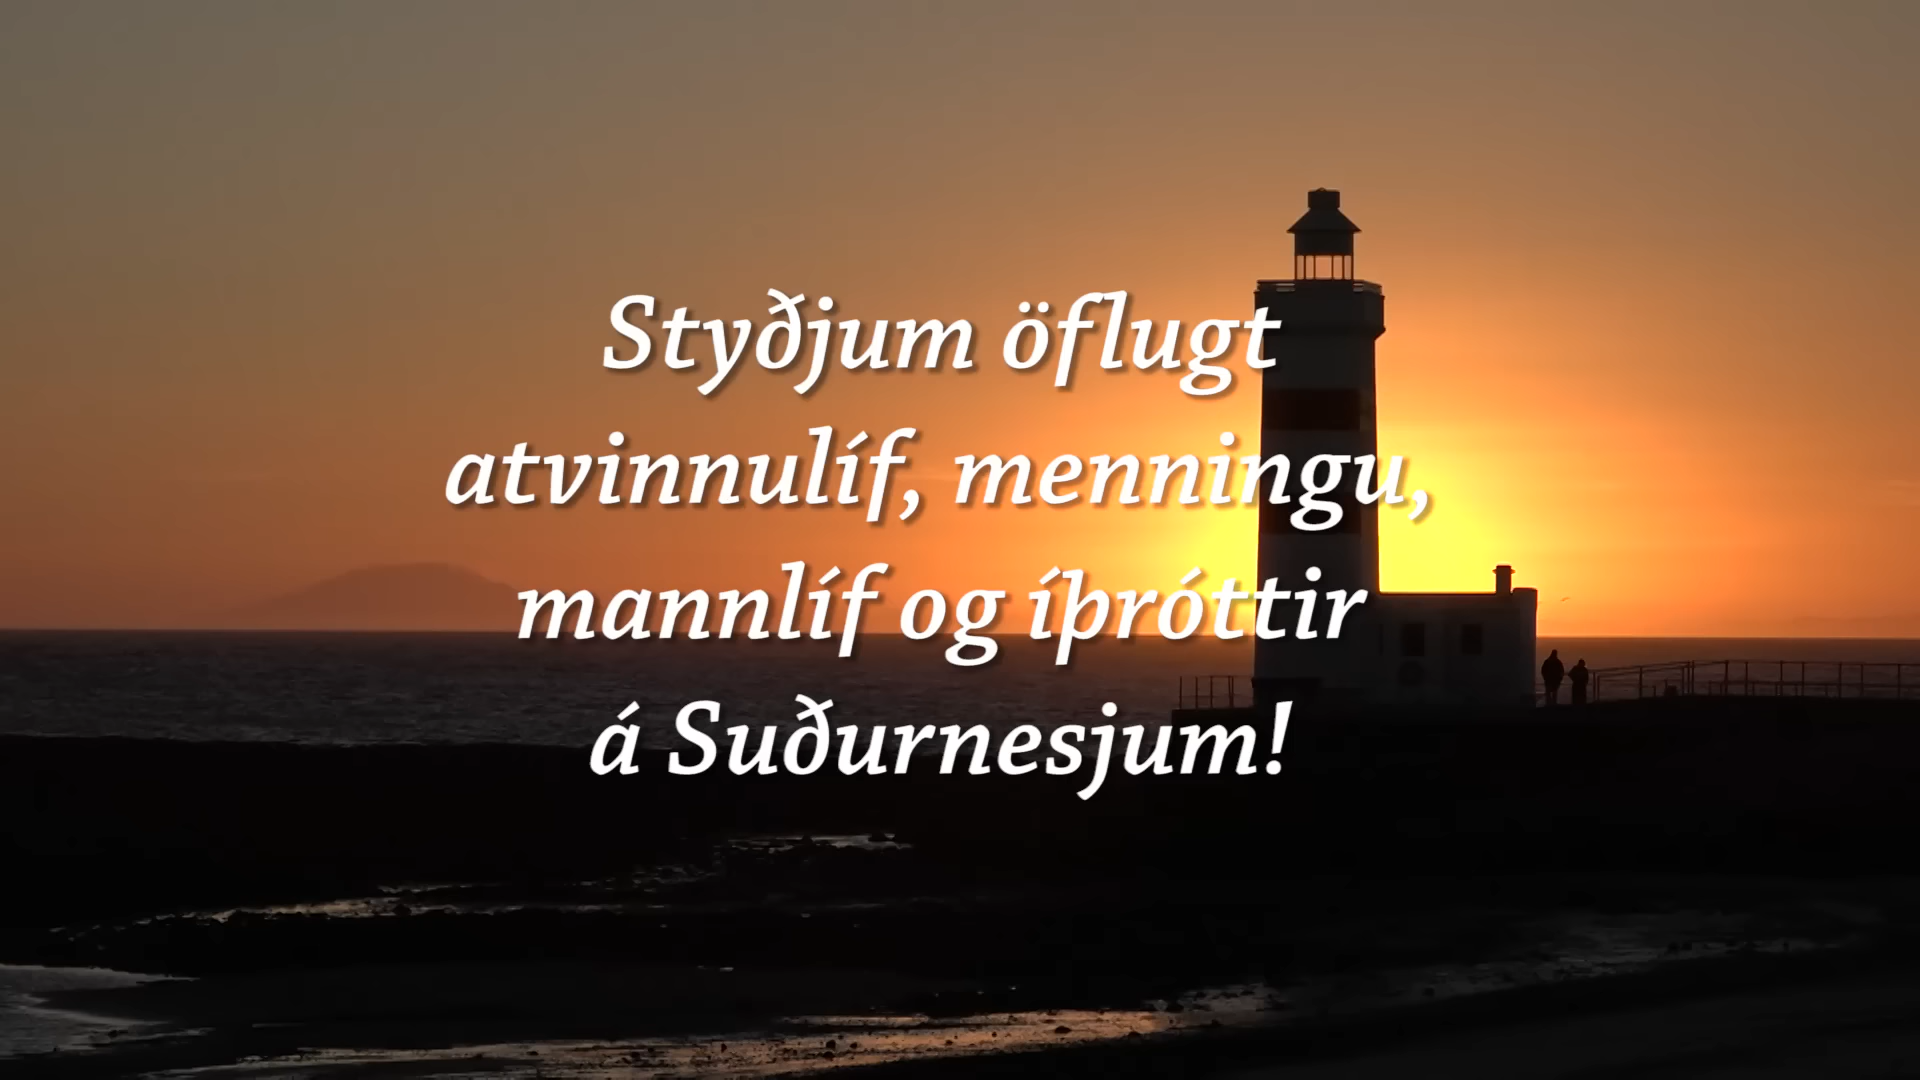 Styðjum öflugt
atvinnulíf, menningu,
mannlíf og íþróttir
á Suðurnesjum!